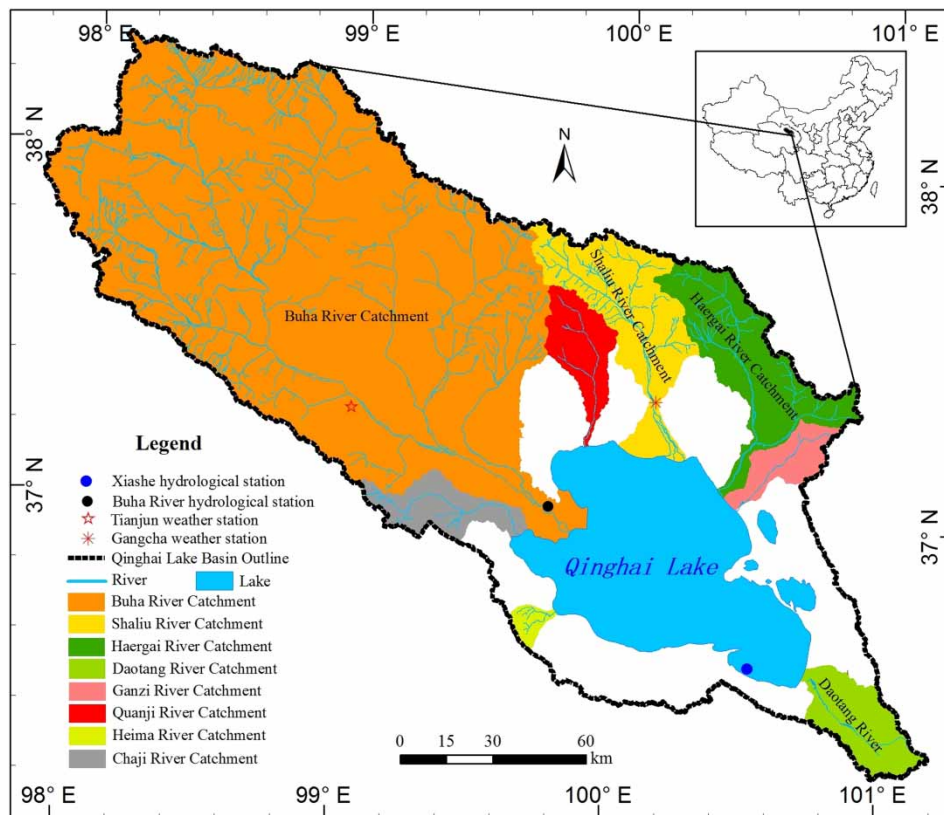 98° E
99° E
100° E
101° E
38° N
38° N
N
Buha River Catchment
Shaliu River Catchment
Haergai River Catchment
37° N
37° N
Qinghai Lake
Daotang River
Legend
Xiashe hydrological station
Buha River hydrological station
Tianjun weather station
Gangcha weather station
Qinghai Lake Basin Outline
River Lake
Buha River Catchment
Shaliu River Catchment
Haergai River Catchment
Daotang River Catchment
Ganzi River Catchment
Quanji River Catchment
Heima River Catchment
Chaji River Catchment
0 15 30 60
km
98° E
99° E
100° E
101° E